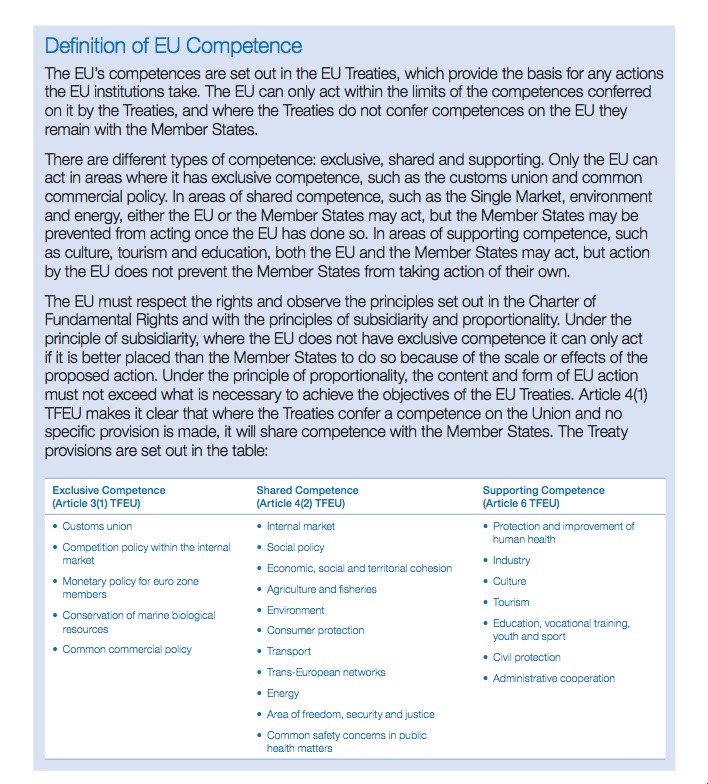 Definition of EU Competence
The EU's competences are set out in the EU Treaties, which provide the basis for any actions
the EU institutions take. The EU can only act within the limits of the competences conferred
on it by the Treaties, and where the Treaties do not confer competences on the EU they
remain with the Member States.
There are different types of competence: exclusive, shared and supporting. Only the EU can
act in areas where it has exclusive competence, such as the customs union and common
commercial policy. In areas of shared competence, such as the Single Market, environment
and energy, either the EU or the Member States may act, but the Member States may be
prevented from acting once the EU has done so. In areas of supporting competence, such
as culture, tourism and education, both the EU and the Member States may act, but action
by the EU does not prevent the Member States from taking action of their own.
The EU must respect the rights and observe the principles set out in the Charter of
Fundamental Rights and with the principles of subsidiarity and proportionality. Under the
principle of subsidiarity, where the EU does not have exclusive competence it can only act
if it is better placed than the Member States to do so because of the scale or effects of the
proposed action. Under the principle of proportionality, the content and form of EU action
must not exceed what is necessary to achieve the objectives of the EU Treaties. Article 4(1)
TFEU makes it clear that where the Treaties confer a competence on the Union and no
specific provision is made, it will share competence with the Member States. The Treaty
provisions are set out in the table:
Exclusive Competence
(Article 3(1) TFEU)
• Customs union
• Competition policy within the internal
market
• Monetary policy for euro zone
members
• Conservation of marine biological
resources
• Common commercial policy
Shared Competence
(Article 4(2) TFEU)
• Internal market
• Social policy
• Economic, social and territorial cohesion
• Agriculture and fisheries
• Environment
• Consumer protection
• Transport
• Trans-European networks
• Energy
• Area of freedom, security and justice
• Common safety concerns in public
health matters
Supporting Competence
(Article 6 TFEU)
• Protection and improvement of
human health
• Industry
• Culture
• Tourism
• Education, vocational training,
youth and sport
• Civil protection
• Administrative cooperation